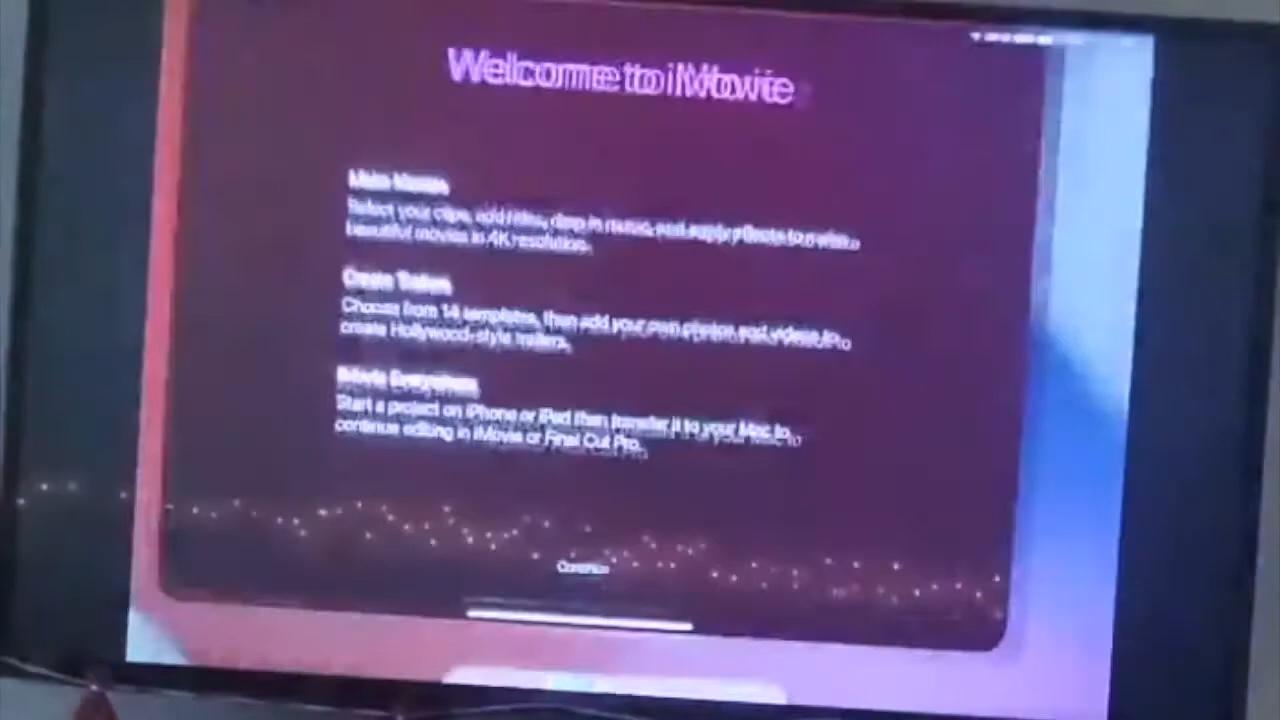 Welcome to iMovie
Make Movies
Select your clips, add titles, drop in music, and apply effects to make
beautiful movies in 4K resolution.
Create Trailers
Choose from 14 templates, then add your own photos and videos to
create Hollywood-style trailers.
iMovie Everywhere
Start a project on iPhone or iPad then transfer it to your Mac to
continue editing in iMovie or Final Cut Pro.
Continue